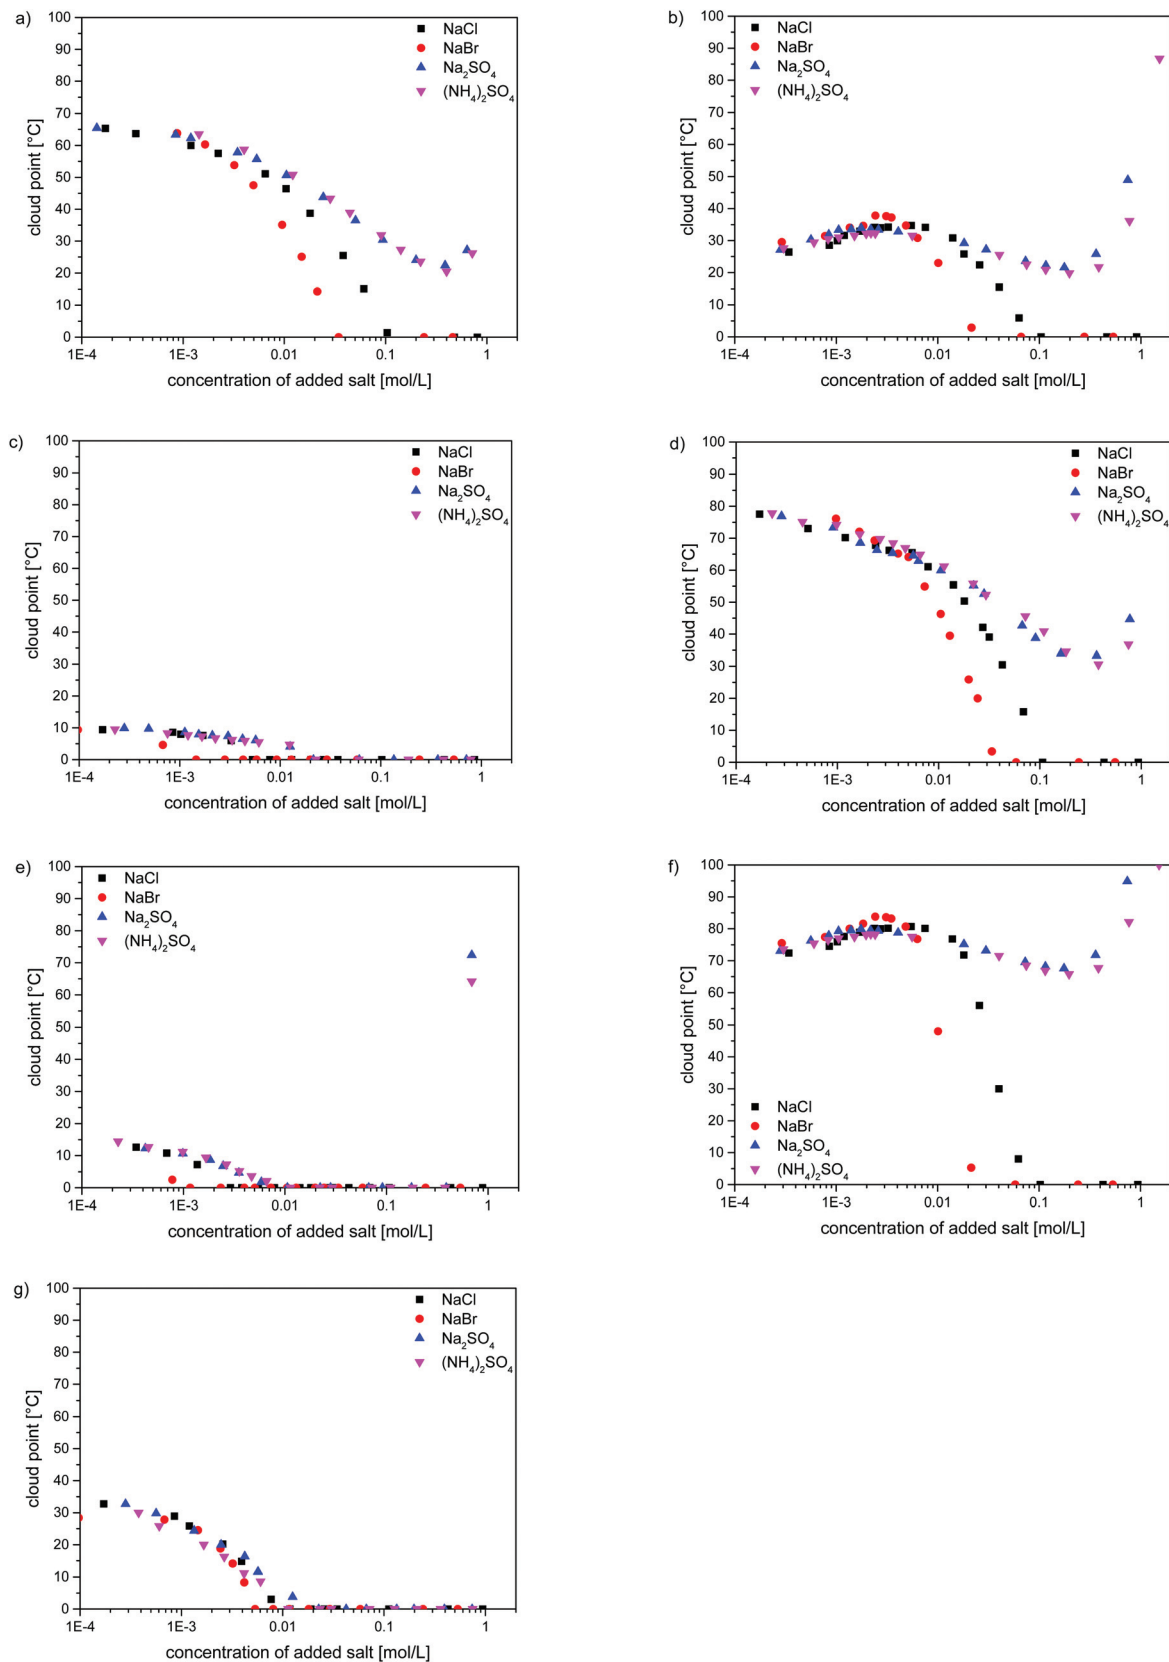 a)
100
90
80
70
60
50
40
30
20
10
0
cloud point [°C]
NaCl
NaBr
Na₂SO₄
(NH₄)₂SO₄
1E-4 1E-3 0.01 0.1 1
concentration of added salt [mol/L]
b)
100
90
80
70
60
50
40
30
20
10
0
cloud point [°C]
NaCl
NaBr
Na₂SO₄
(NH₄)₂SO₄
1E-4 1E-3 0.01 0.1 1
concentration of added salt [mol/L]
c)
100
90
80
70
60
50
40
30
20
10
0
cloud point [°C]
NaCl
NaBr
Na₂SO₄
(NH₄)₂SO₄
1E-4 1E-3 0.01 0.1 1
concentration of added salt [mol/L]
d)
100
90
80
70
60
50
40
30
20
10
0
cloud point [°C]
NaCl
NaBr
Na₂SO₄
(NH₄)₂SO₄
1E-4 1E-3 0.01 0.1 1
concentration of added salt [mol/L]
e)
100
90
80
70
60
50
40
30
20
10
0
cloud point [°C]
NaCl
NaBr
Na₂SO₄
(NH₄)₂SO₄
1E-4 1E-3 0.01 0.1 1
concentration of added salt [mol/L]
f)
100
90
80
70
60
50
40
30
20
10
0
cloud point [°C]
NaCl
NaBr
Na₂SO₄
(NH₄)₂SO₄
1E-4 1E-3 0.01 0.1 1
concentration of added salt [mol/L]
g)
100
90
80
70
60
50
40
30
20
10
0
cloud point [°C]
NaCl
NaBr
Na₂SO₄
(NH₄)₂SO₄
1E-4 1E-3 0.01 0.1 1
concentration of added salt [mol/L]